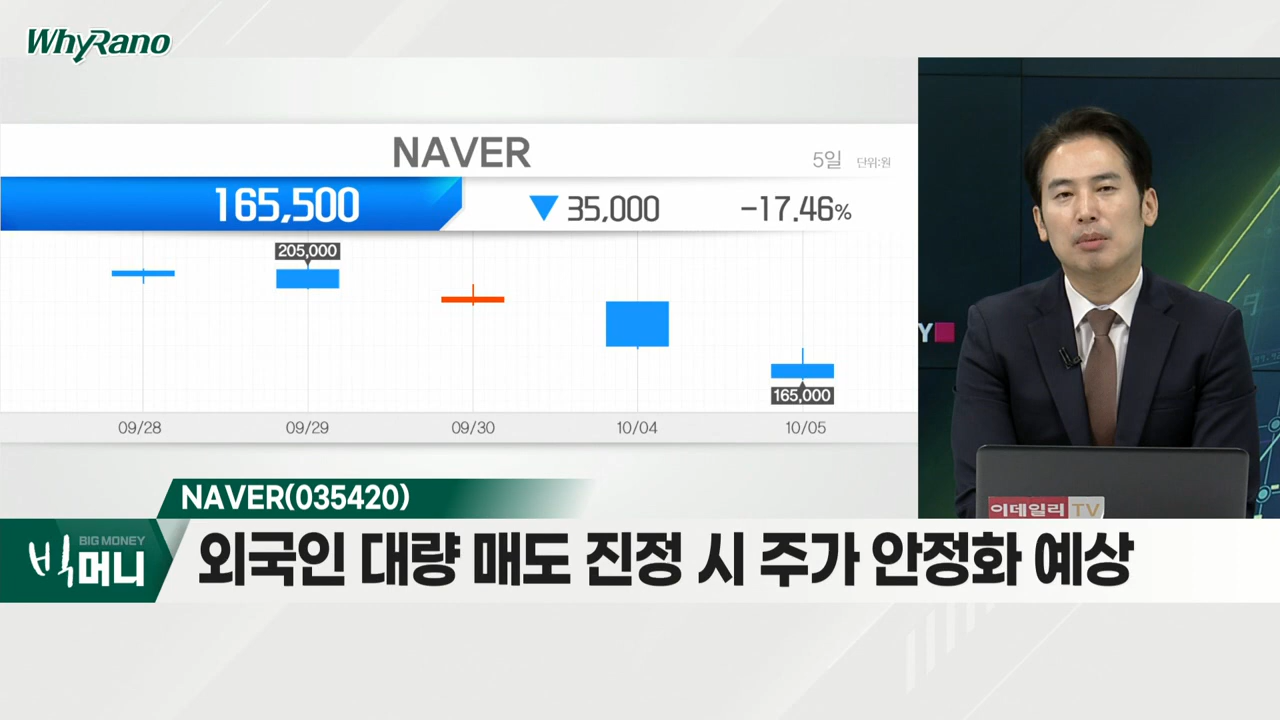 WhyRano
NAVER
5일 단위:원
165,500 ▼ 35,000 -17.46%
205,000
165,000
09/28 09/29 09/30 10/04 10/05
Y
이데일리 TV
NAVER(035420)
BIG MONEY
빅머니
외국인 대량 매도 진정 시 주가 안정화 예상